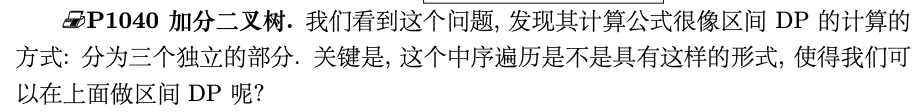 P1040 加分二叉树. 我们看到这个问题, 发现其计算公式很像区间 DP 的计算的
方式: 分为三个独立的部分. 关键是, 这个中序遍历是不是具有这样的形式, 使得我们可
以在上面做区间 DP 呢?